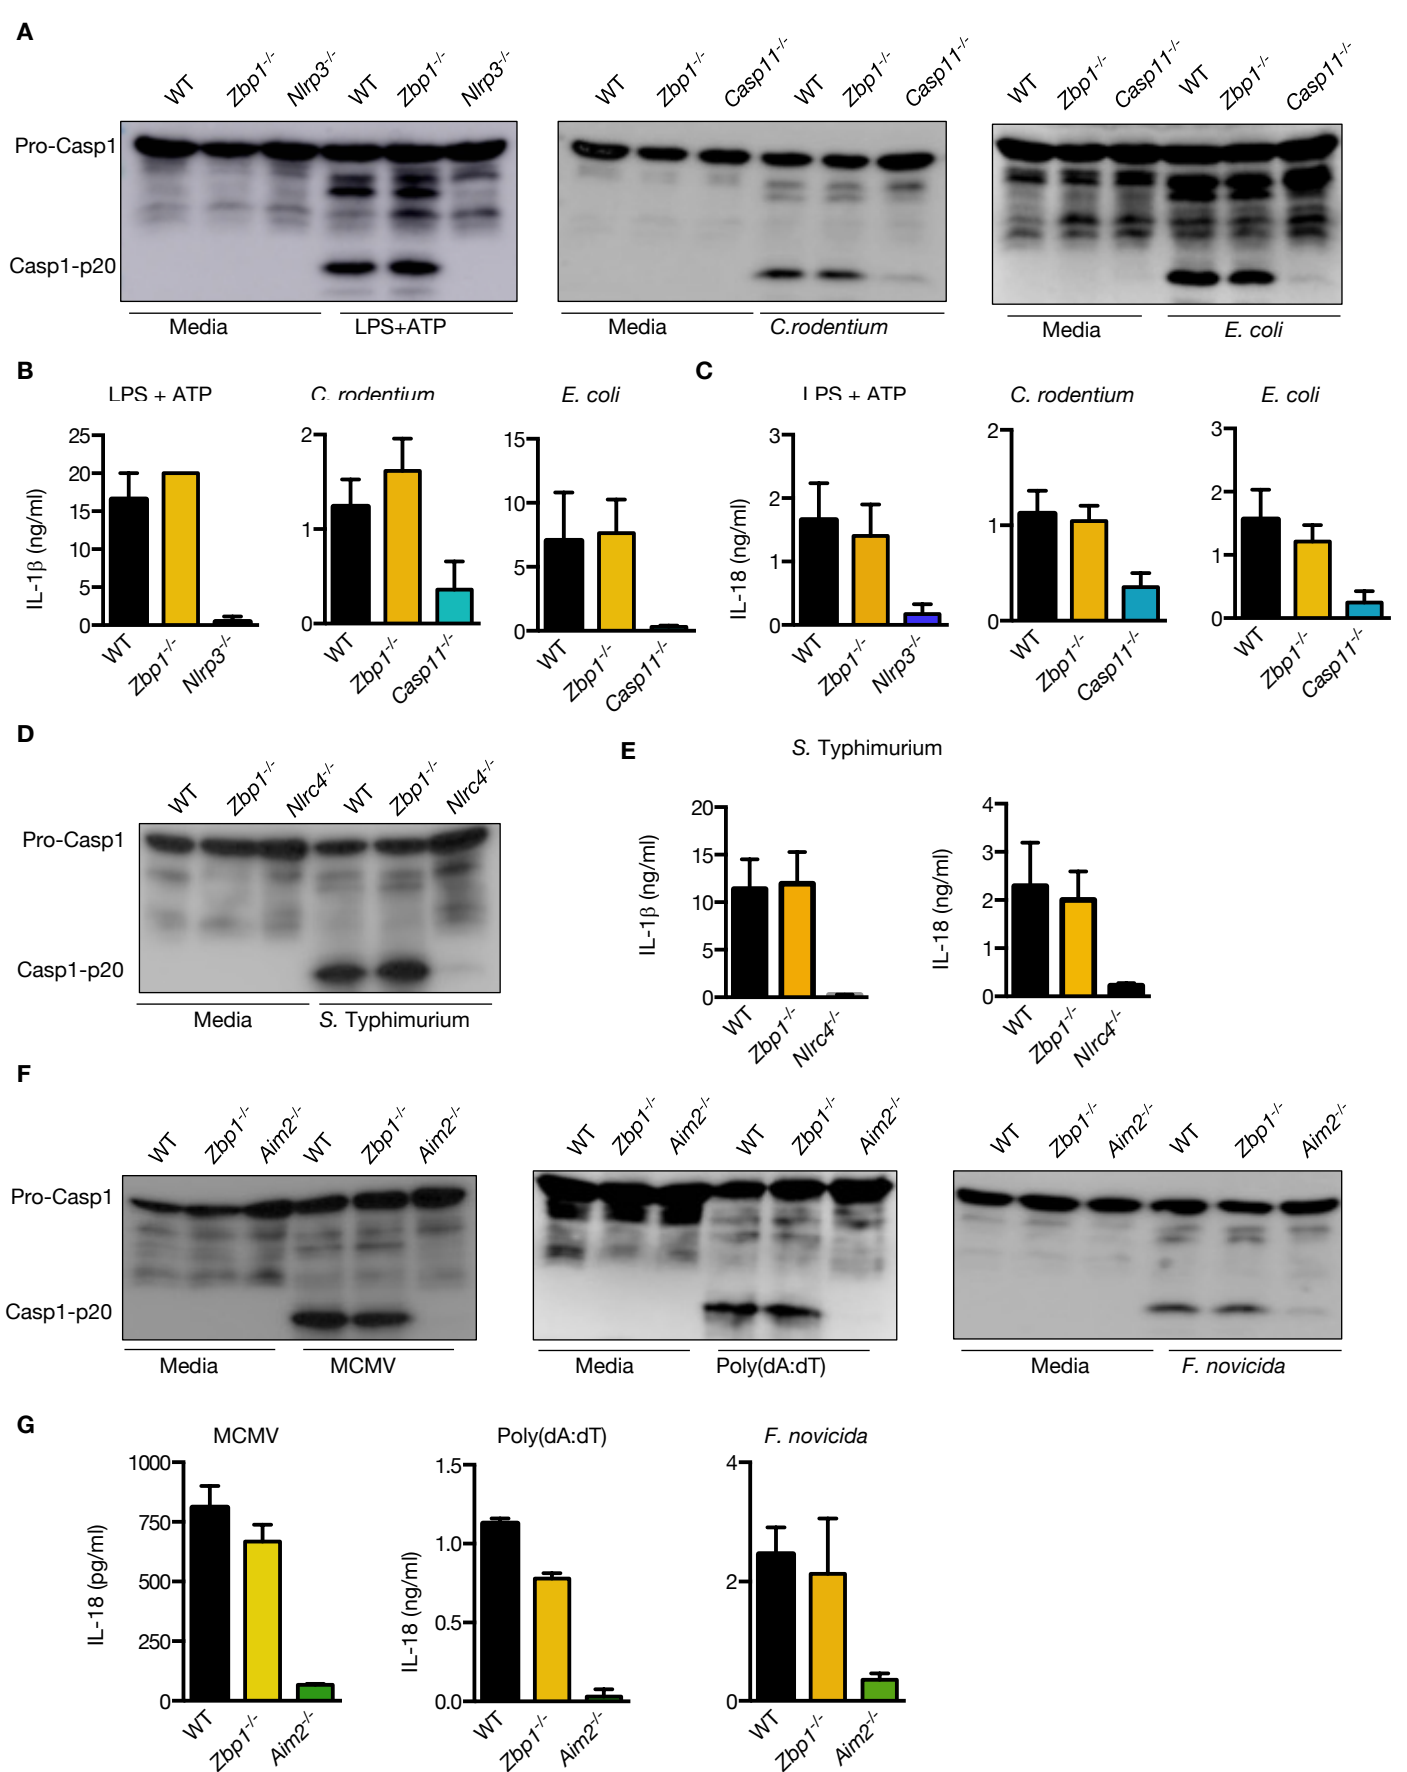 A
WT Zbp1-/- Nlrp3-/- WT Zbp1-/- Nlrp3-/- WT Zbp1-/- Casp11-/- WT Zbp1-/- Casp11-/- WT Zbp1-/- Casp11-/- WT Zbp1-/- Casp11-/-
Pro-Casp1
Casp1-p20
Media LPS+ATP Media C.rodentium Media E. coli
B C
LPS + ATP C. rodentium E. coli LPS + ATP C. rodentium E. coli
IL-1β (ng/ml)
25
20
15
10
5
0
WT Zbp1-/- Nlrp3-/-
2
1
0
WT Zbp1-/- Casp11-/-
15
10
5
0
WT Zbp1-/- Casp11-/-
IL-18 (ng/ml)
3
2
1
0
WT Zbp1-/- Nlrp3-/-
2
1
0
WT Zbp1-/- Casp11-/-
3
2
1
0
WT Zbp1-/- Casp11-/-
D
WT Zbp1-/- Nlrc4-/- WT Zbp1-/- Nlrc4-/-
Pro-Casp1
Casp1-p20
Media S. Typhimurium
E
S. Typhimurium
IL-1β (ng/ml)
20
15
10
5
0
WT Zbp1-/- Nlrc4-/-
IL-18 (ng/ml)
4
3
2
1
0
WT Zbp1-/- Nlrc4-/-
F
WT Zbp1-/- Aim2-/- WT Zbp1-/- Aim2-/- WT Zbp1-/- Aim2-/- WT Zbp1-/- Aim2-/- WT Zbp1-/- Aim2-/- WT Zbp1-/- Aim2-/-
Pro-Casp1
Casp1-p20
Media MCMV Media Poly(dA:dT) Media F. novicida
G
MCMV Poly(dA:dT) F. novicida
IL-18 (pg/ml)
1000
750
500
250
0
WT Zbp1-/- Aim2-/-
IL-18 (ng/ml)
1.5
1.0
0.5
0.0
WT Zbp1-/- Aim2-/-
4
2
0
WT Zbp1-/- Aim2-/-